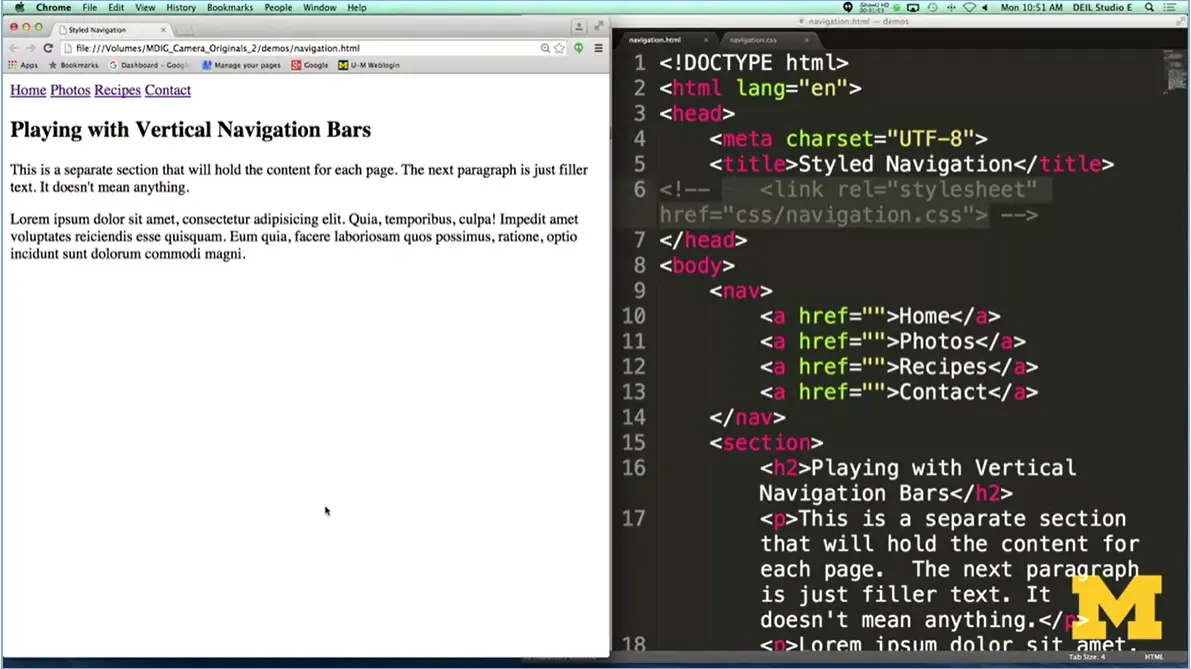 Chrome File Edit View History Bookmarks People Window Help
Mon 10:51 AM DEIL Studio E
Styled Navigation
file:///Volumes/MDIG_Camera_Originals_2/demos/navigation.html
Apps Bookmarks Dashboard - Googl Manage your pages Google U-M Weblogin
Home Photos Recipes Contact
Playing with Vertical Navigation Bars
This is a separate section that will hold the content for each page. The next paragraph is just filler
text. It doesn't mean anything.
Lorem ipsum dolor sit amet, consectetur adipisicing elit. Quia, temporibus, culpa! Impedit amet
voluptates reiciendis esse quisquam. Eum quia, facere laboriosam quos possimus, ratione, optio
incidunt sunt dolorum commodi magni.
navigation.html — demos
navigation.html navigation.css
1 <!DOCTYPE html>
2 <html lang="en">
3 <head>
4 <meta charset="UTF-8">
5 <title>Styled Navigation</title>
6 <!-- <link rel="stylesheet"
href="css/navigation.css"> -->
7 </head>
8 <body>
9 <nav>
10 <a href="">Home</a>
11 <a href="">Photos</a>
12 <a href="">Recipes</a>
13 <a href="">Contact</a>
14 </nav>
15 <section>
16 <h2>Playing with Vertical
Navigation Bars</h2>
17 <p>This is a separate section
that will hold the content for
each page. The next paragraph
is just filler text. It
doesn't mean anything.</p
18 <p>Lorem ipsum dolor sit amet,
M
Tab Size: 4 HTML